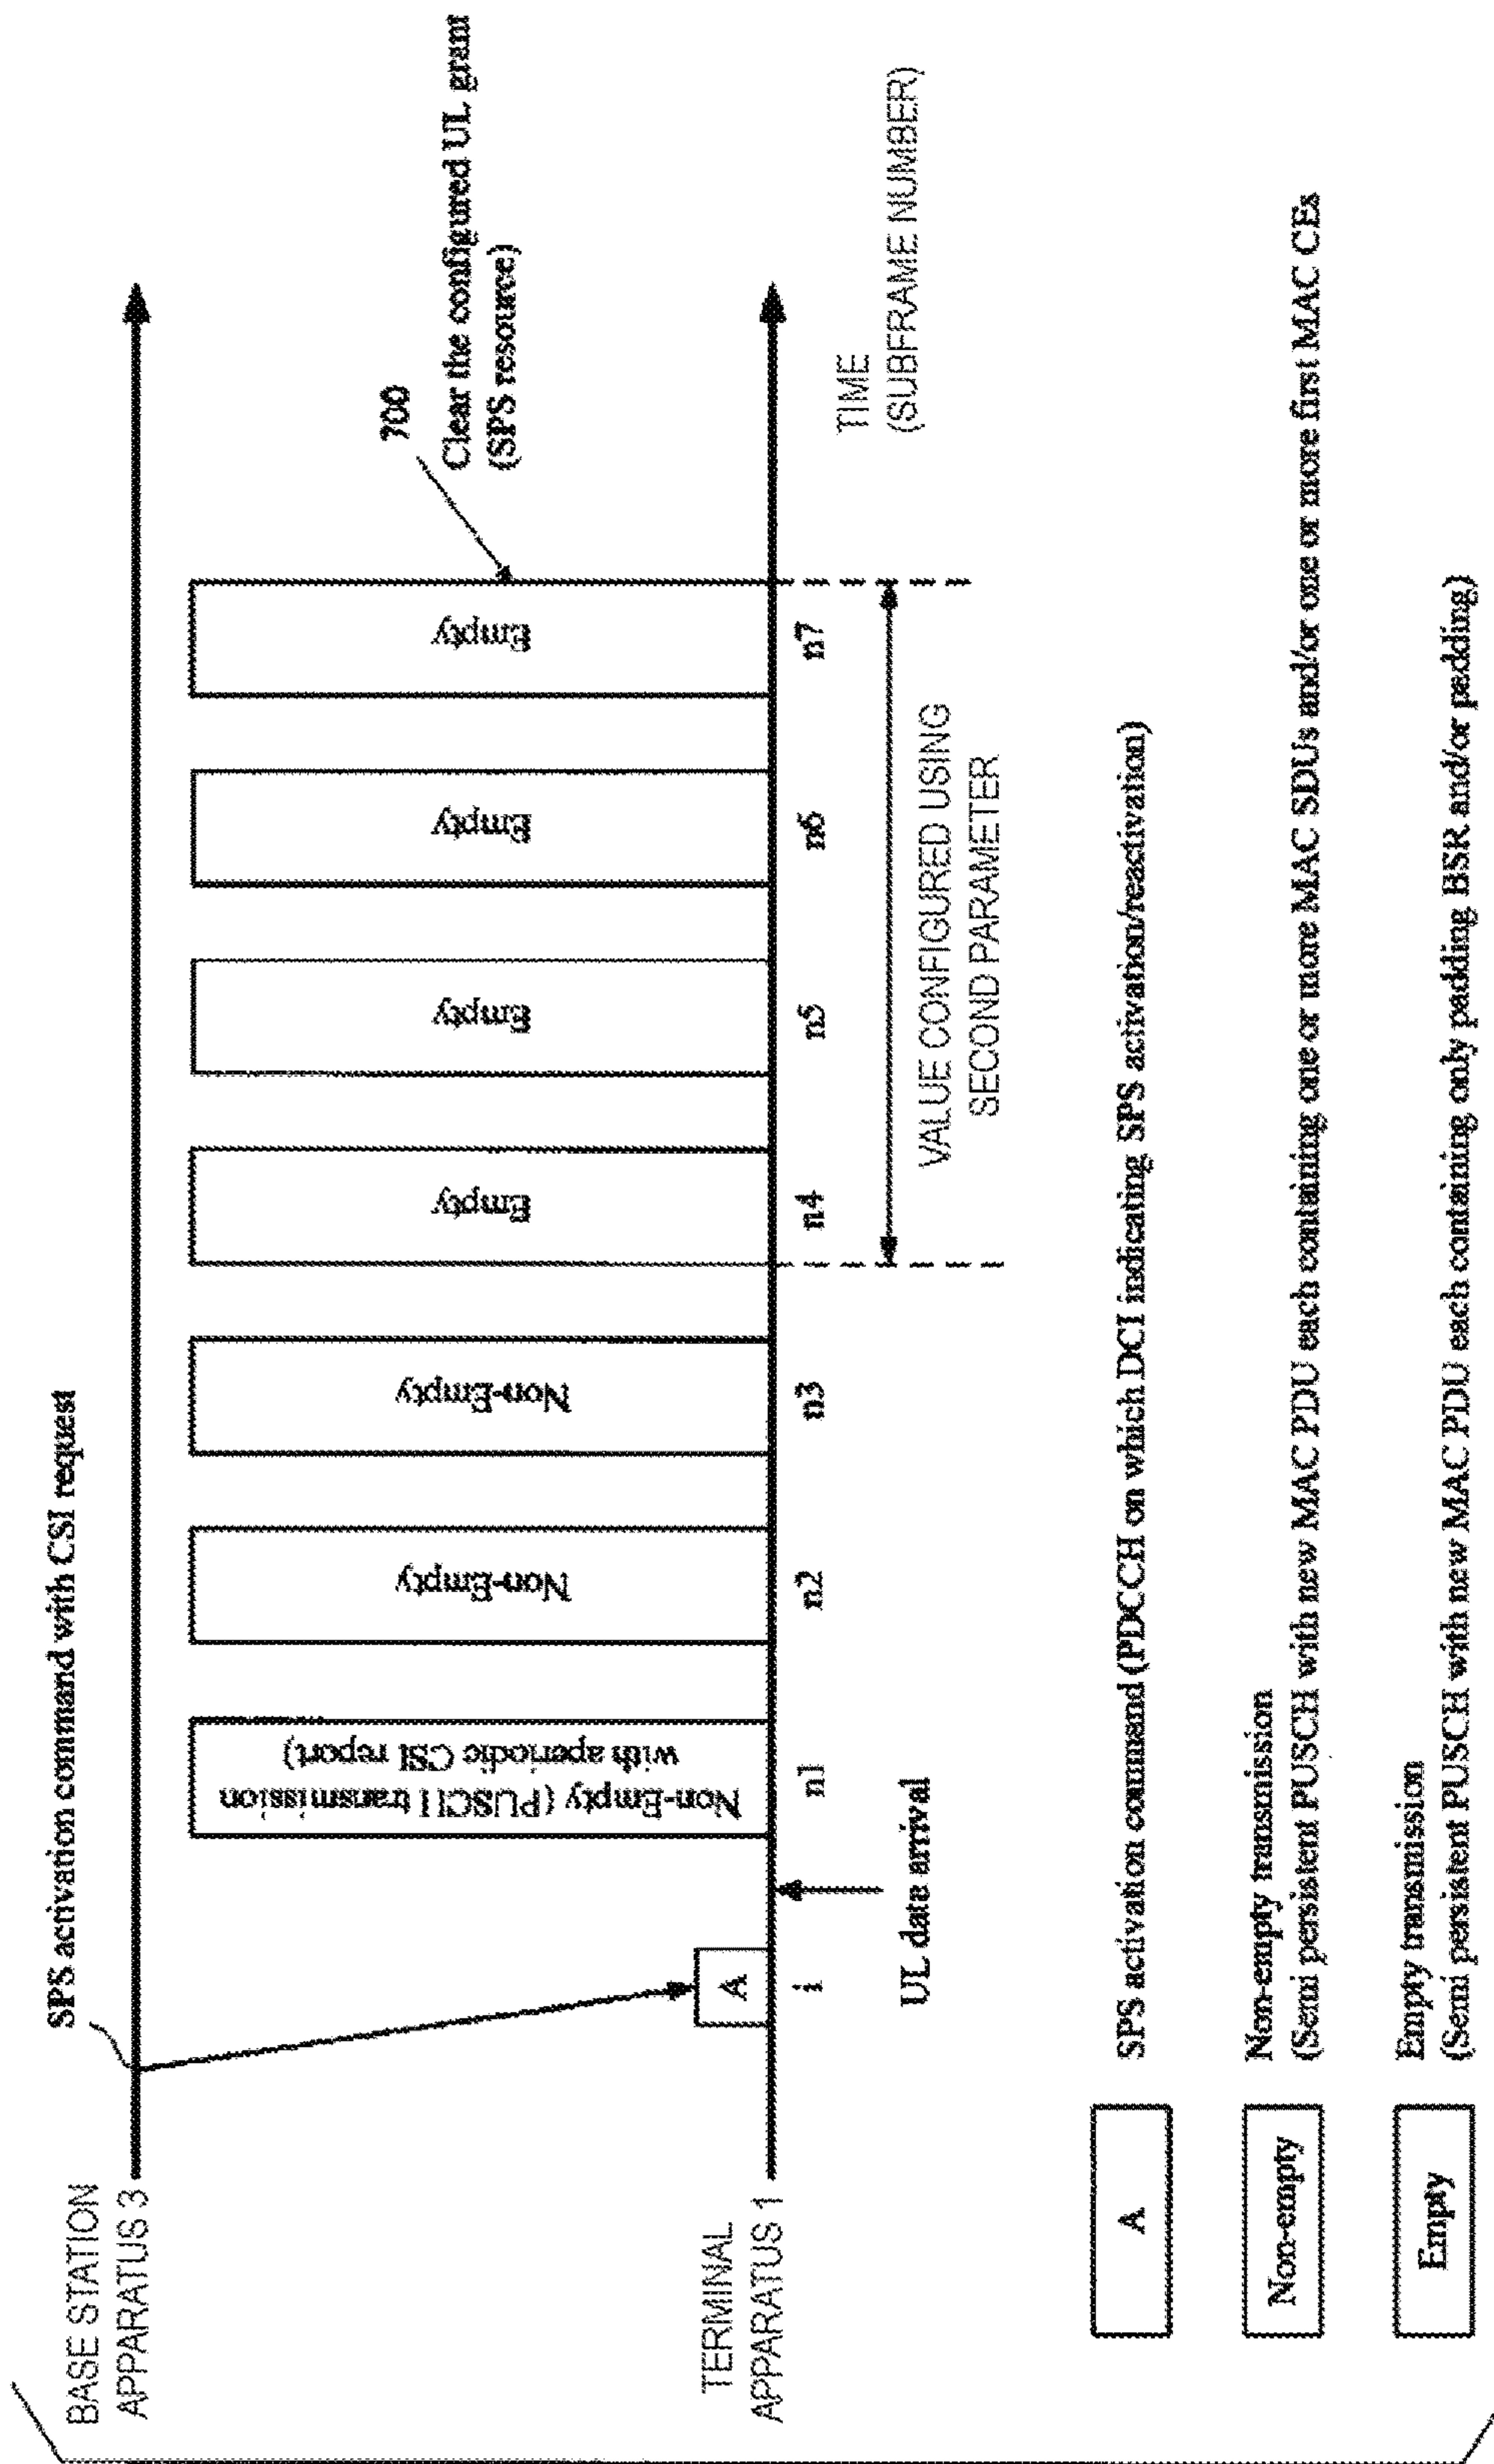 SPS activation command with CSI request
BASE STATION
APPARATUS 3
700
Clear the configured UL grant
(SPS resource)
Non-Empty (PUSCH transmission
with aperiodic CSI report)
Non-Empty
Non-Empty
Empty
Empty
Empty
Empty
A
TERMINAL
APPARATUS 1
i
n1
n2
n3
n4
n5
n6
n7
TIME
(SUBFRAME NUMBER)
UL date arrival
VALUE CONFIGURED USING
SECOND PARAMETER
A
SPS activation command (PDCCH on which DCI indicating SPS activation/reactivation)
Non-empty
Non-empty transmission
(Semi persistent PUSCH with new MAC PDU each containing one or more MAC SDUs and/or one or more first MAC CEs
Empty
Empty transmission
(Semi persistent PUSCH with new MAC PDU each containing only padding BSR and/or padding)